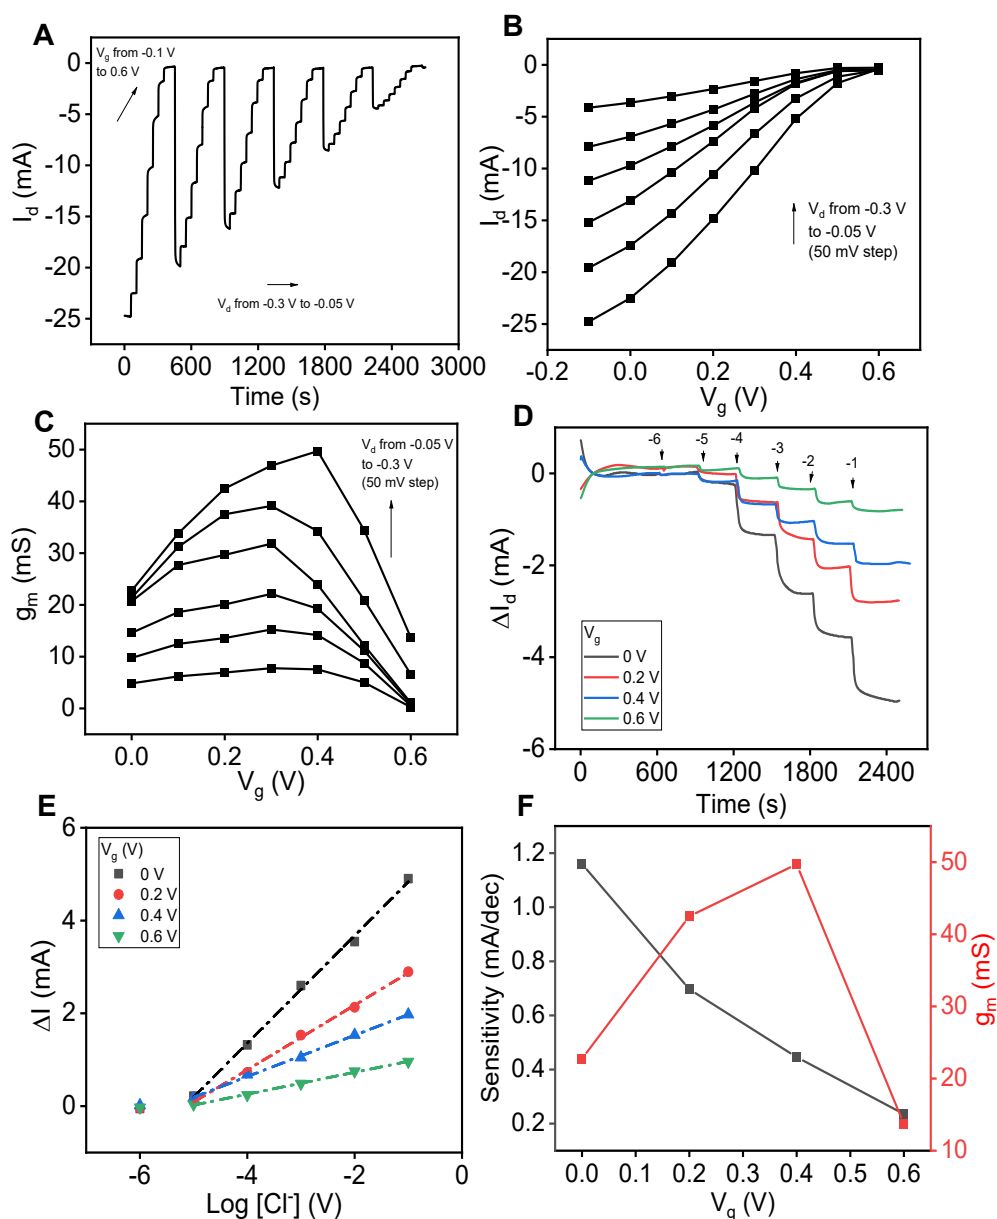 A
V_g from -0.1 V
to 0.6 V
0
-5
-10
-15
-20
-25
I_d (mA)
V_d from -0.3 V to -0.05 V
0 600 1200 1800 2400 3000
Time (s)
B
0
-5
-10
-15
-20
-25
I_d (mA)
V_d from -0.3 V
to -0.05 V
(50 mV step)
-0.2 0.0 0.2 0.4 0.6
V_g (V)
C
50
40
30
20
10
0
g_m (mS)
V_d from -0.05 V
to -0.3 V
(50 mV step)
0.0 0.2 0.4 0.6
V_g (V)
D
-6 -5 -4 -3 -2 -1
0
-2
-4
-6
ΔI_d (mA)
V_g
0 V
0.2 V
0.4 V
0.6 V
0 600 1200 1800 2400
Time (s)
E
6
4
2
0
ΔI (mA)
V_g (V)
0 V
0.2 V
0.4 V
0.6 V
-6 -4 -2 0
Log [Cl⁻] (V)
F
1.2
1.0
0.8
0.6
0.4
0.2
Sensitivity (mA/dec)
50
40
30
20
10
g_m (mS)
0.0 0.1 0.2 0.3 0.4 0.5 0.6
V_g (V)